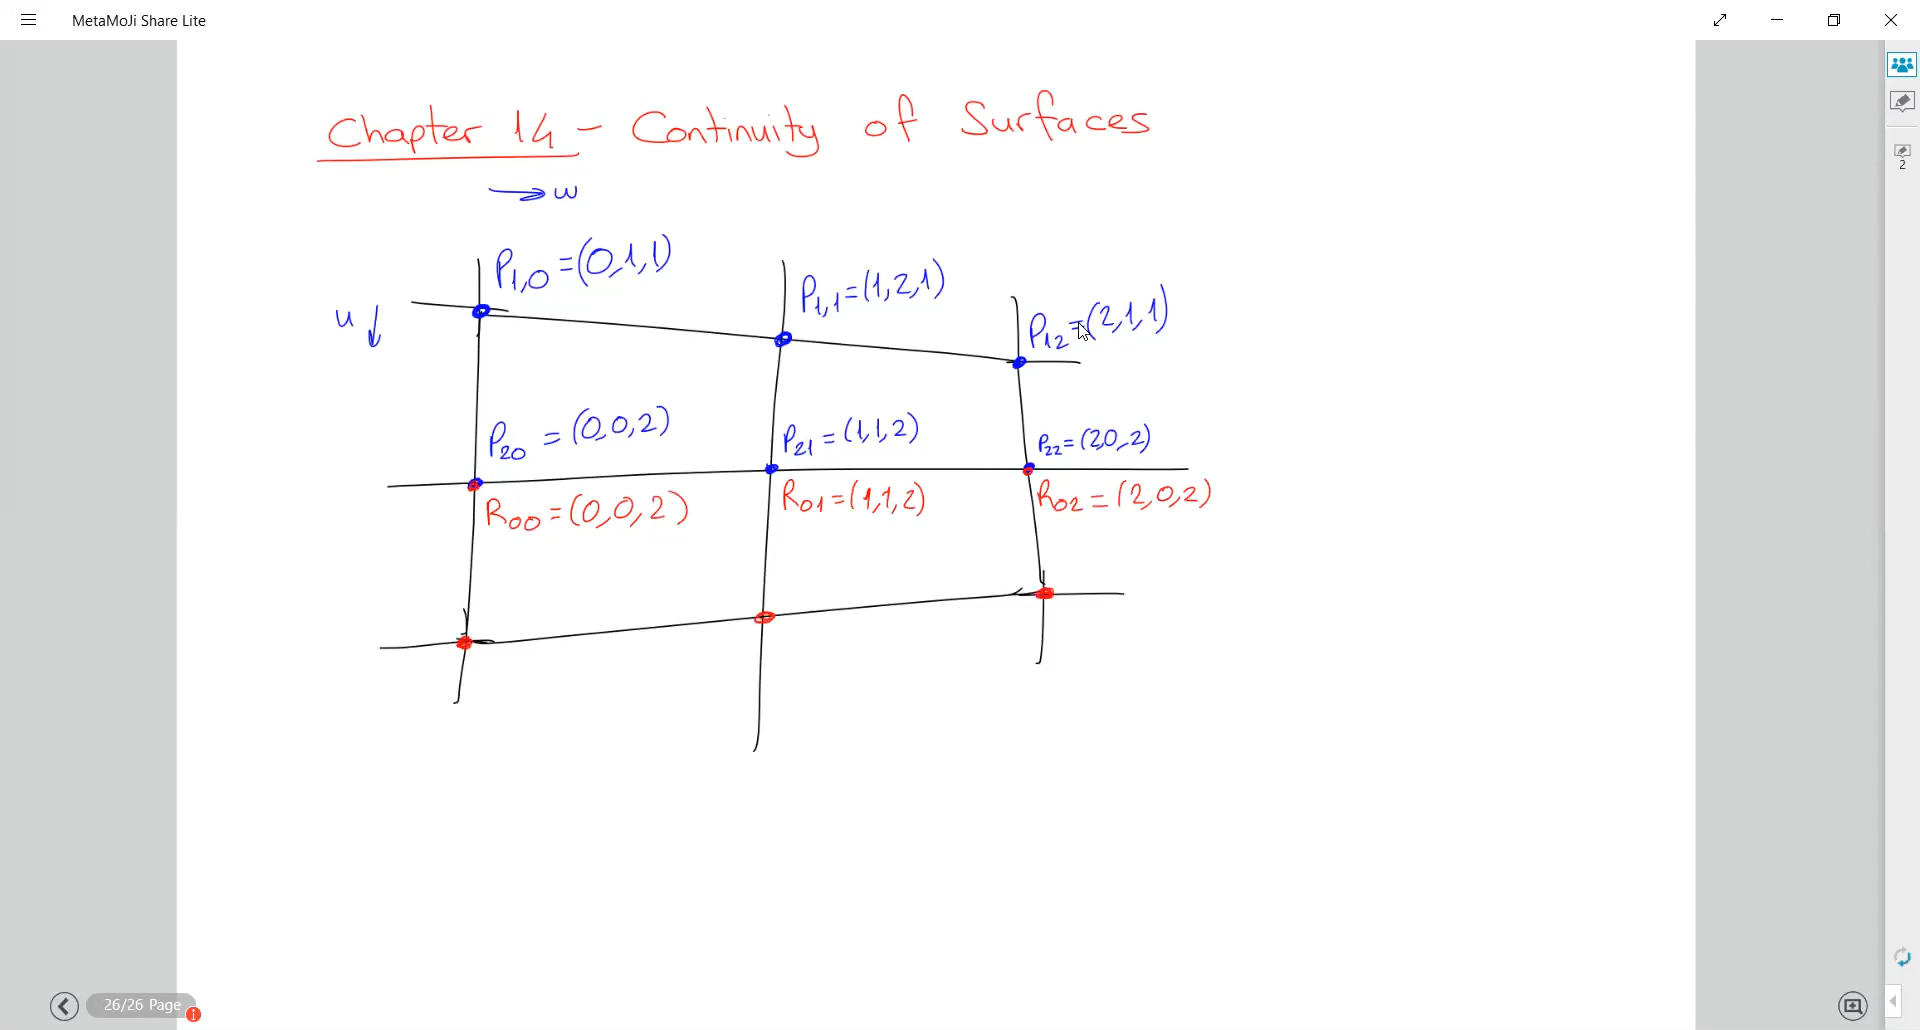 MetaMoJi Share Lite
Chapter 14 - Continuity of Surfaces
→ w
P1,0 = (0,1,1)
P1,1 = (1,2,1)
u ↓
P12 = (2,1,1)
P20 = (0,0,2)
P21 = (1,1,2)
P22 = (2,0,2)
R00 = (0,0,2)
R01 = (1,1,2)
R02 = (2,0,2)
2
26/26 Page